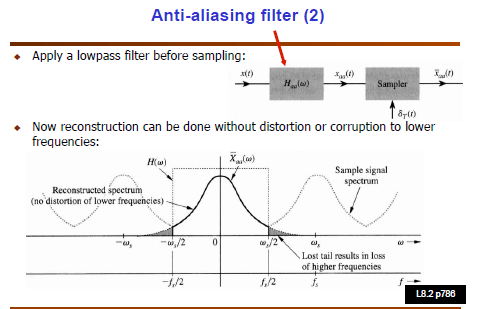 Anti-aliasing filter (2)
Apply a lowpass filter before sampling:
x(t)
H_aa(ω)
x_aa(t)
Sampler
x̄_aa(t)
δ_T(t)
Now reconstruction can be done without distortion or corruption to lower
frequencies:
H(ω)
X̄_aa(ω)
Sample signal
spectrum
Reconstructed spectrum
(no distortion of lower frequencies)
−ω_s
−ω_s/2
0
ω_s/2
ω_s
ω
Lost tail results in loss
of higher frequencies
−f_s/2
f_s/2
f_s
f
L8.2 p786